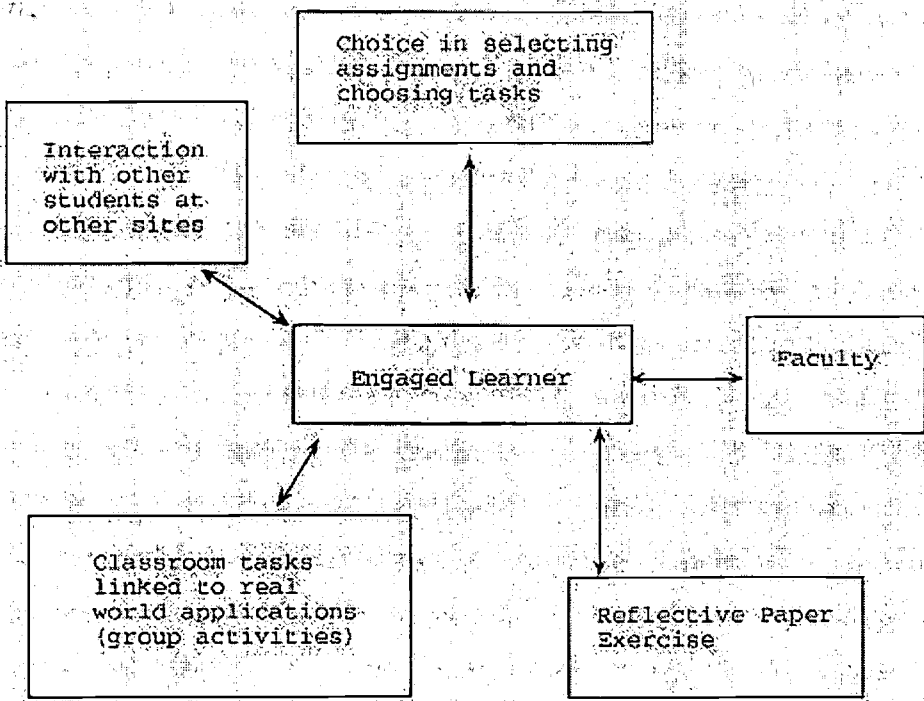 Choice in selecting
assignments and
choosing tasks
Interaction
with other
students at
other sites
Engaged Learner
Faculty
Classroom tasks
linked to real
world applications
(group activities)
Reflective Paper
Exercise